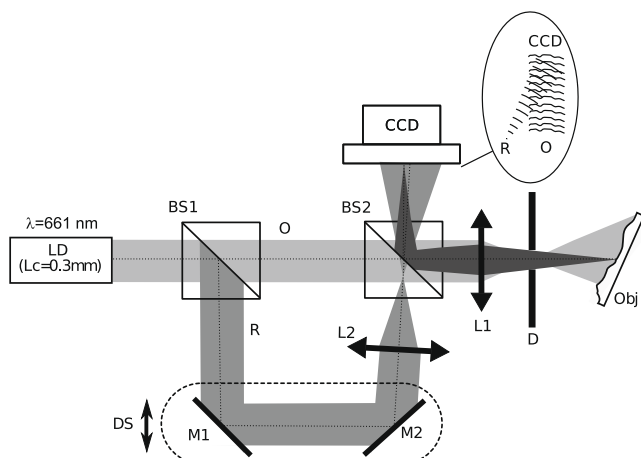 CCD
R
O
CCD
λ=661 nm
BS1
O
BS2
LD
(Lc=0.3mm)
Obj
L1
D
R
L2
DS
M1
M2